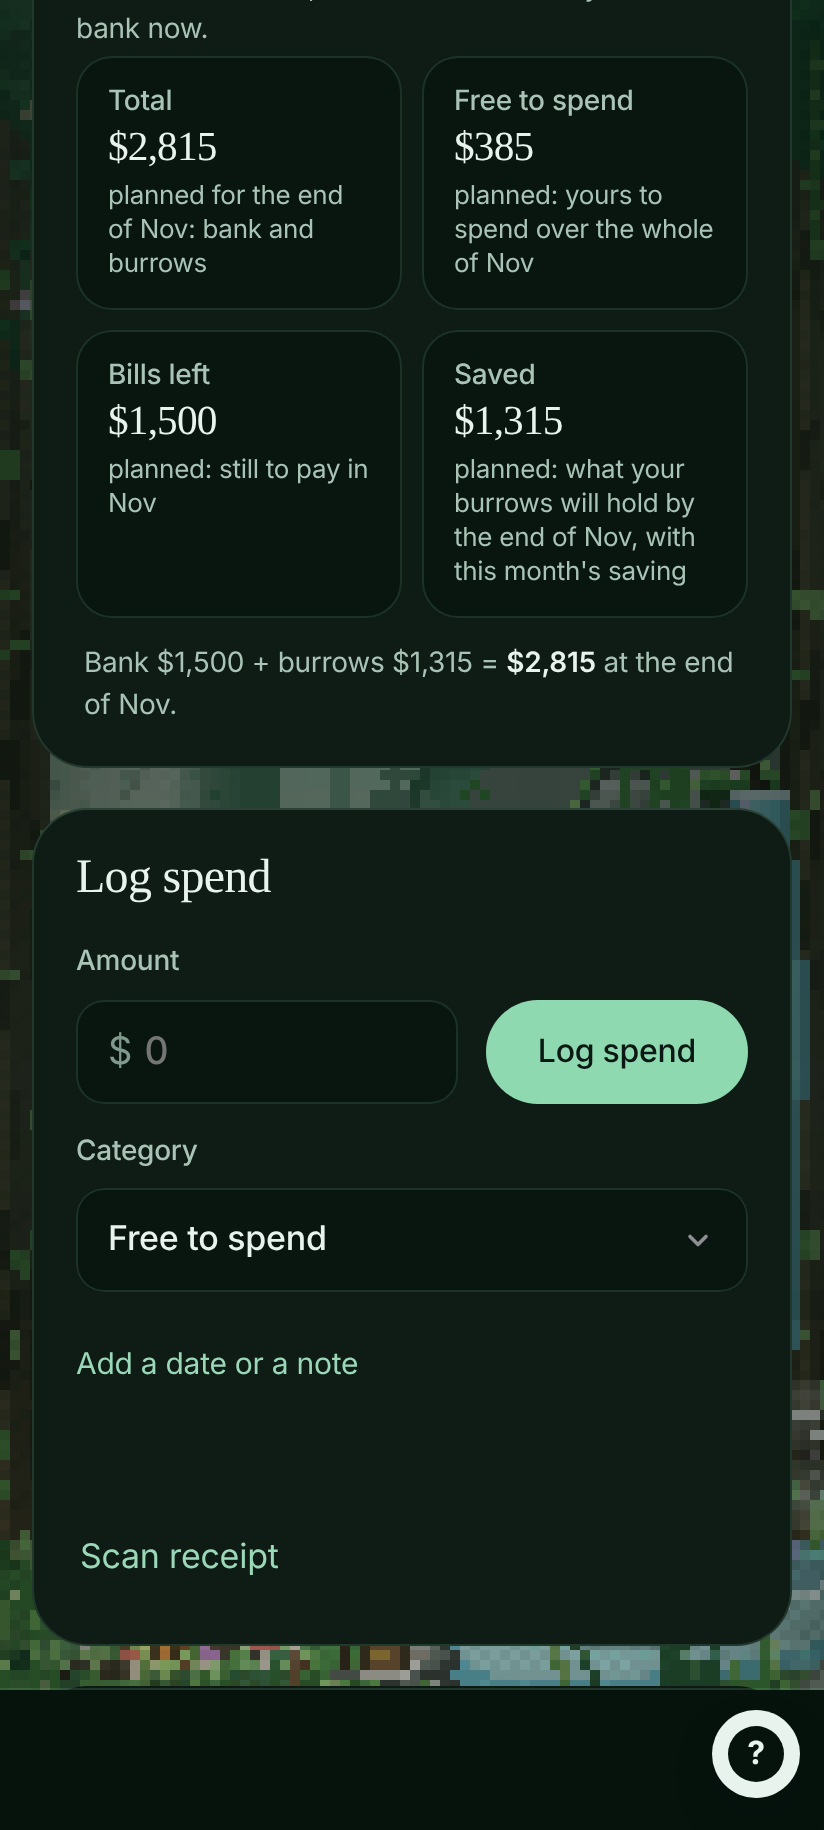 bank now.
Total
$2,815
planned for the end
of Nov: bank and
burrows
Free to spend
$385
planned: yours to
spend over the whole
of Nov
Bills left
$1,500
planned: still to pay in
Nov
Saved
$1,315
planned: what your
burrows will hold by
the end of Nov, with
this month's saving
Bank $1,500 + burrows $1,315 = $2,815 at the end
of Nov.
Log spend
Amount
$ 0
Log spend
Category
Free to spend
Add a date or a note
Scan receipt
?